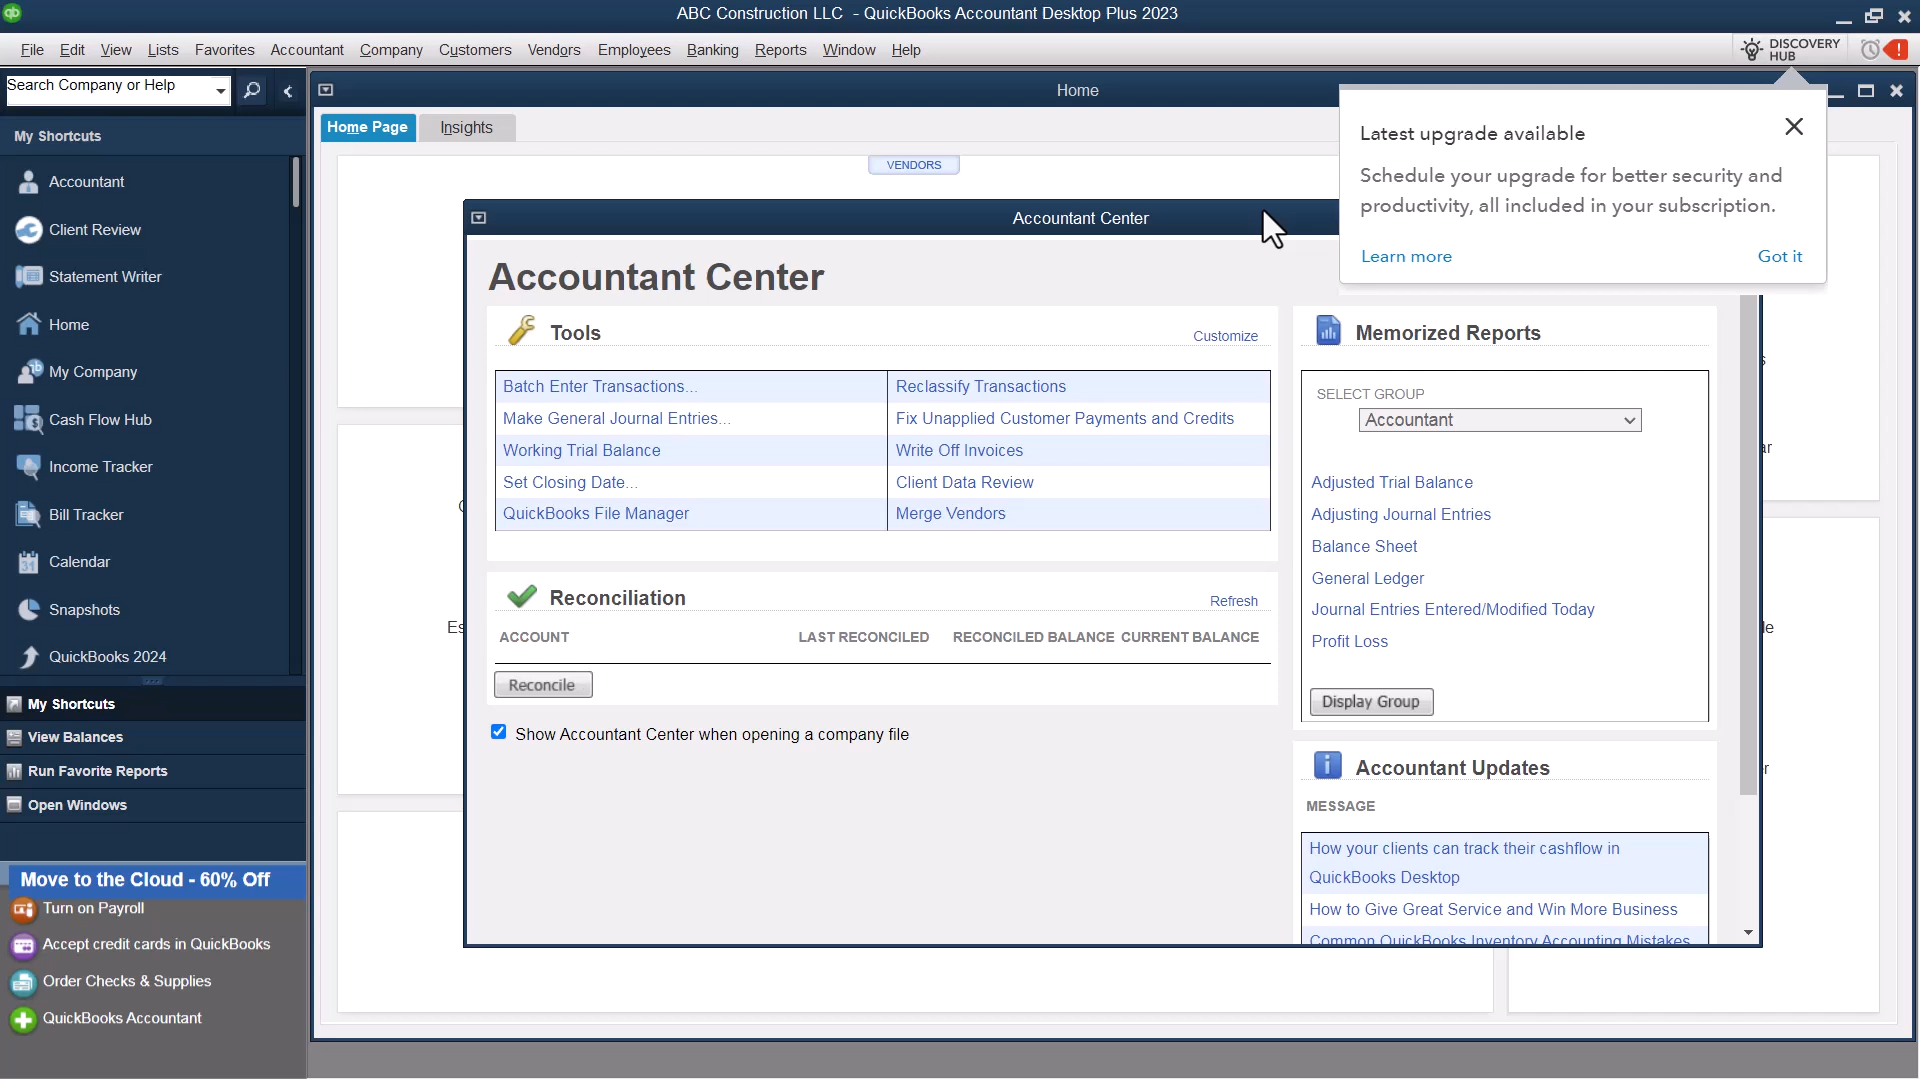 ABC Construction LLC - QuickBooks Accountant Desktop Plus 2023
File Edit View Lists Favorites Accountant Company Customers Vendors Employees Banking Reports Window Help
DISCOVERY
HUB
Search Company or Help
Home
My Shortcuts
Accountant
Client Review
Statement Writer
Home
My Company
Cash Flow Hub
Income Tracker
Bill Tracker
Calendar
Snapshots
QuickBooks 2024
My Shortcuts
View Balances
Run Favorite Reports
Open Windows
Move to the Cloud - 60% Off
Turn on Payroll
Accept credit cards in QuickBooks
Order Checks & Supplies
QuickBooks Accountant
Home Page Insights
VENDORS
Latest upgrade available
Schedule your upgrade for better security and
productivity, all included in your subscription.
Learn more Got it
Accountant Center
Accountant Center
Tools Customize
Batch Enter Transactions... Reclassify Transactions
Make General Journal Entries... Fix Unapplied Customer Payments and Credits
Working Trial Balance Write Off Invoices
Set Closing Date... Client Data Review
QuickBooks File Manager Merge Vendors
Reconciliation Refresh
ACCOUNT LAST RECONCILED RECONCILED BALANCE CURRENT BALANCE
Reconcile
Show Accountant Center when opening a company file
Memorized Reports
SELECT GROUP
Accountant
Adjusted Trial Balance
Adjusting Journal Entries
Balance Sheet
General Ledger
Journal Entries Entered/Modified Today
Profit Loss
Display Group
Accountant Updates
MESSAGE
How your clients can track their cashflow in
QuickBooks Desktop
How to Give Great Service and Win More Business
Common QuickBooks Inventory Accounting Mistakes